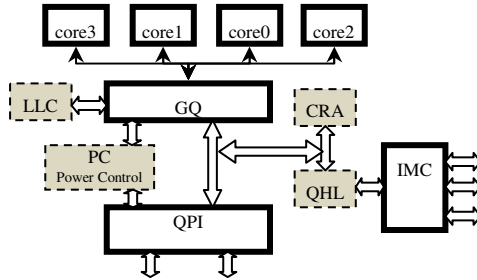 core3 core1 core0 core2
LLC
GQ
CRA
PC
Power Control
IMC
QHL
QPI